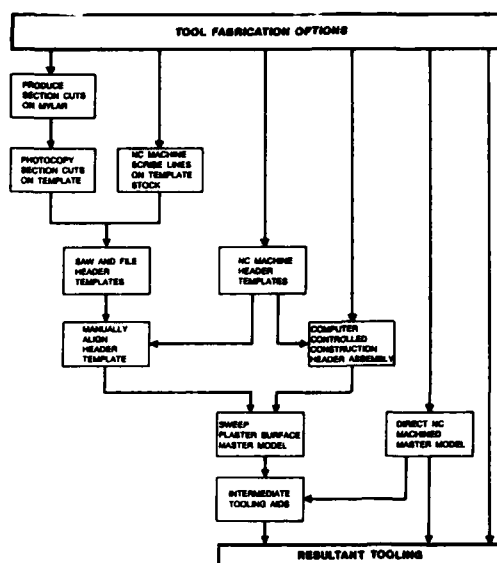 TOOL FABRICATION OPTIONS
PRODUCE
SECTION CUTS
ON MYLAR
PHOTOCOPY
SECTION CUTS
ON TEMPLATE
NC MACHINE
SCRIBE LINES
ON TEMPLATE
STOCK
SAW AND FILE
HEADER
TEMPLATES
NC MACHINE
HEADER
TEMPLATES
MANUALLY
ALIGN
HEADER
TEMPLATE
COMPUTER
CONTROLLED
CONSTRUCTION
HEADER ASSEMBLY
SWEEP
PLASTER SURFACE
MASTER MODEL
DIRECT NC
MACHINED
MASTER MODEL
INTERMEDIATE
TOOLING AIDS
RESULTANT TOOLING